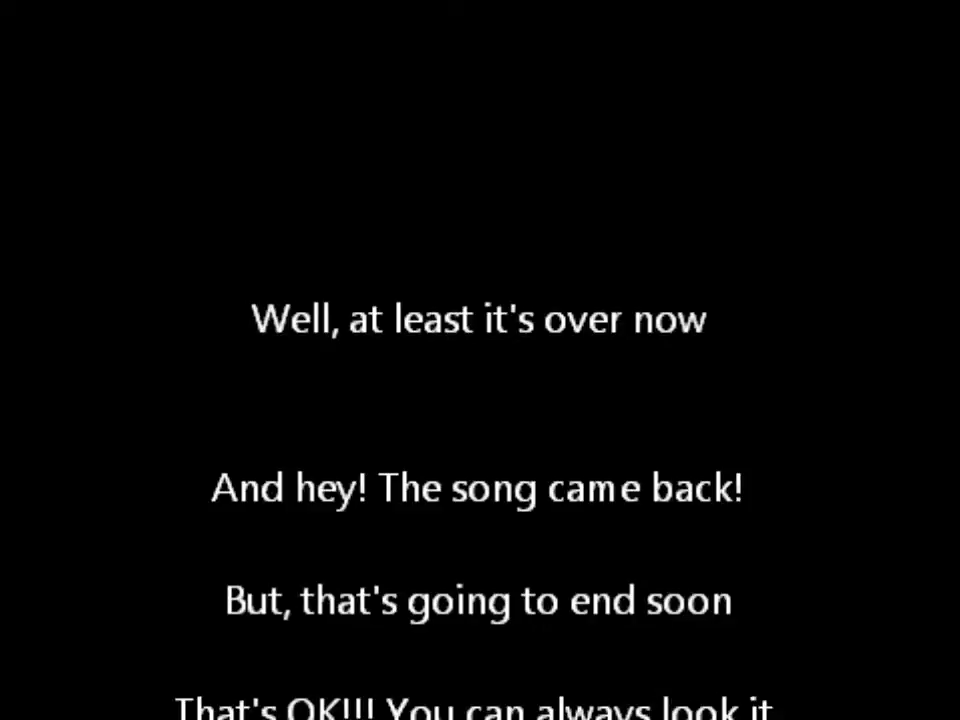 Well, at least it's over now
And hey! The song came back!
But, that's going to end soon
That's OK!!! You can always look it